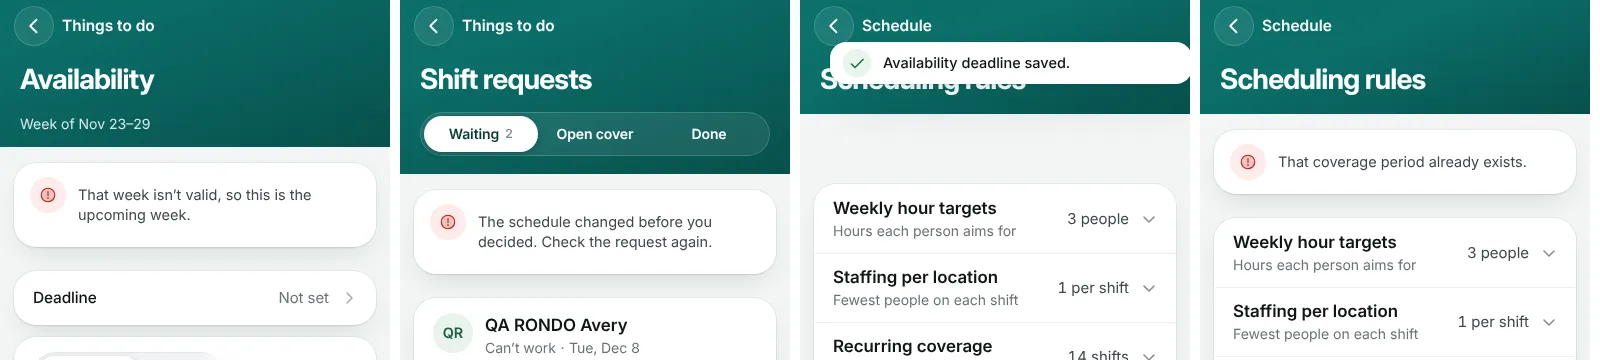 Things to do
Availability
Week of Nov 23–29
That week isn’t valid, so this is the
upcoming week.
Deadline
Not set
Things to do
Shift requests
Waiting 2
Open cover
Done
The schedule changed before you
decided. Check the request again.
QR
QA RONDO Avery
Can’t work · Tue, Dec 8
Schedule
Availability deadline saved.
Scheduling rules
Weekly hour targets
Hours each person aims for
3 people
Staffing per location
Fewest people on each shift
1 per shift
Recurring coverage
14 shifts
Schedule
Scheduling rules
That coverage period already exists.
Weekly hour targets
Hours each person aims for
3 people
Staffing per location
Fewest people on each shift
1 per shift